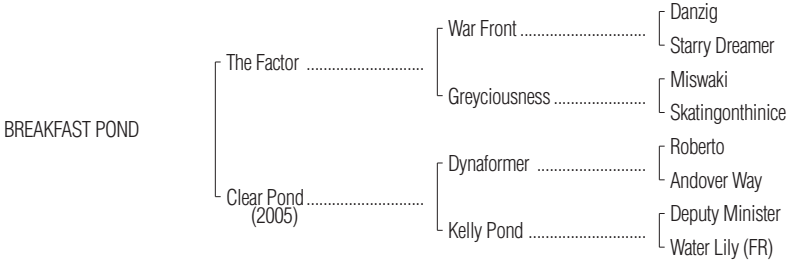 Danzig
War Front ..............................
Starry Dreamer
The Factor ............................
Miswaki
Greyciousness ......................
Skatingonthinice
BREAKFAST POND
Roberto
Dynaformer ..........................
Andover Way
Clear Pond ............................
(2005)
Deputy Minister
Kelly Pond ............................
Water Lily (FR)